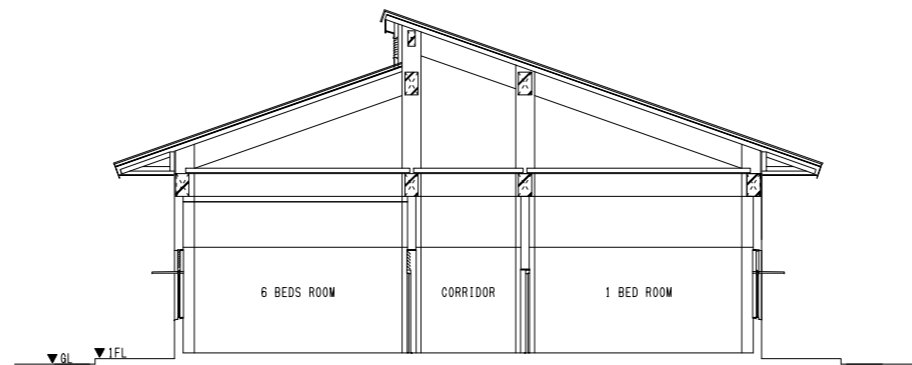 6 BEDS ROOM
CORRIDOR
1 BED ROOM
▼GL
▼1FL